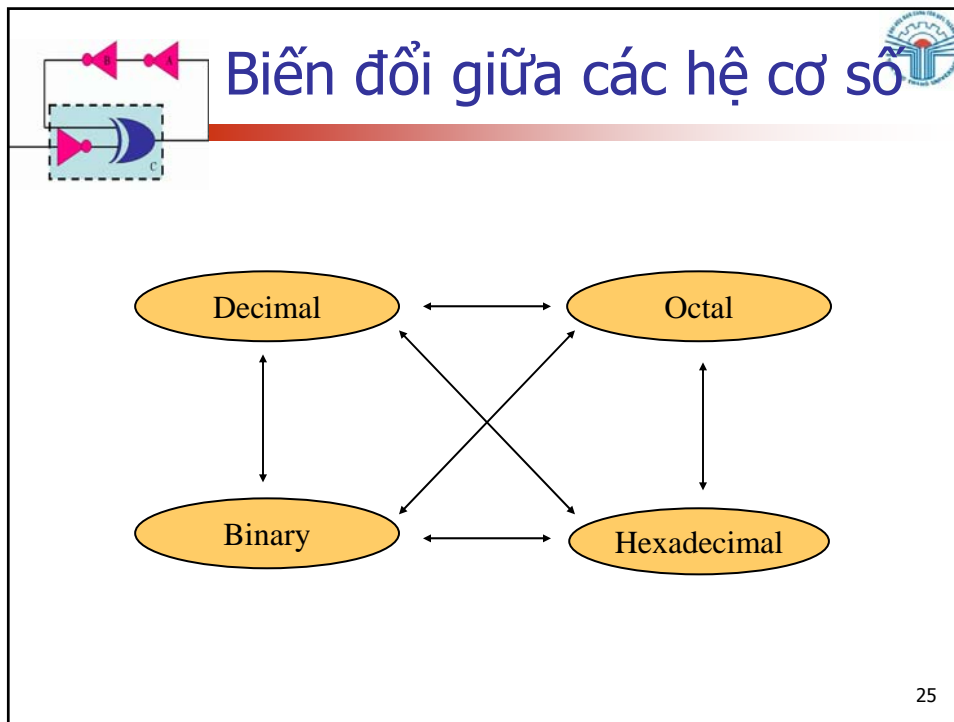 Biến đổi giữa các hệ cơ số
B A
C
Decimal Octal
Binary Hexadecimal
25